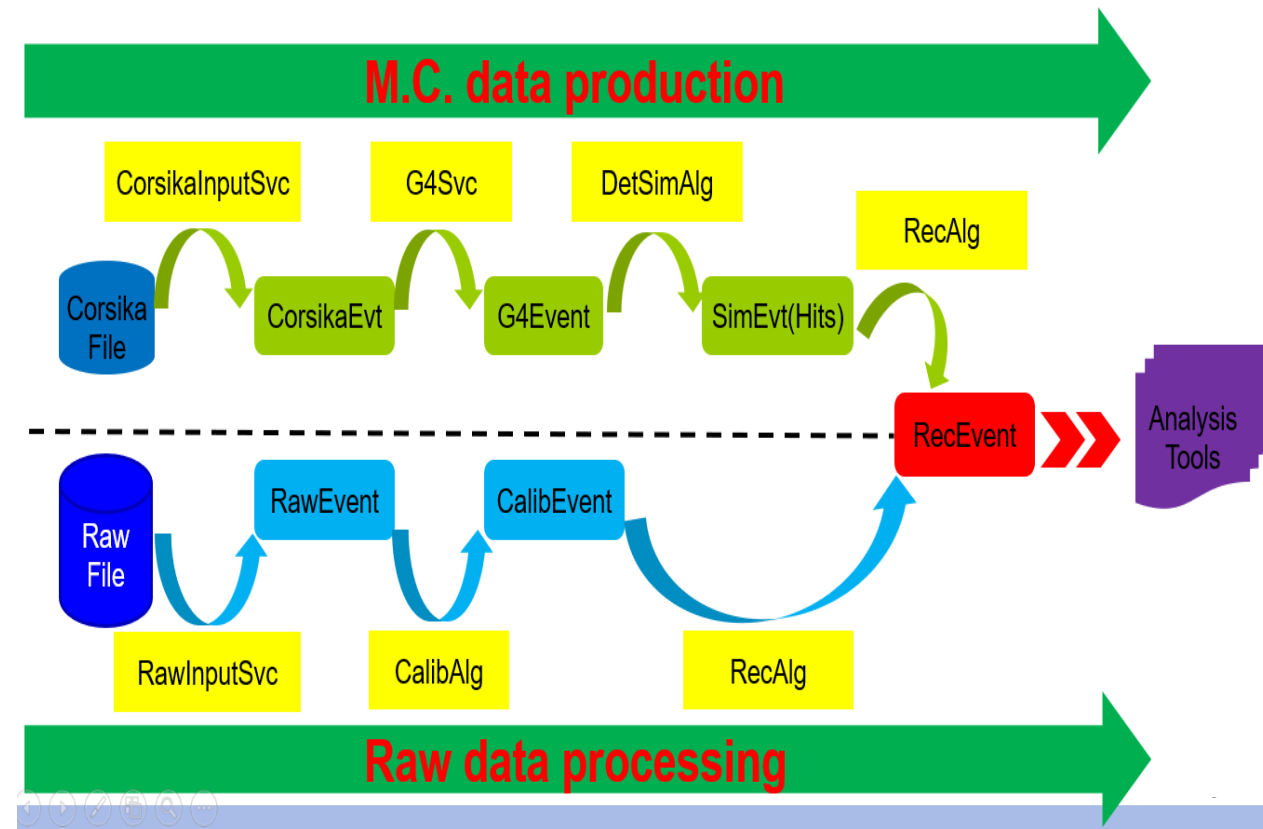 M.C. data production
CorsikaInputSvc
G4Svc
DetSimAlg
RecAlg
Corsika
File
CorsikaEvt
G4Event
SimEvt(Hits)
RecEvent
Analysis
Tools
Raw
File
RawEvent
CalibEvent
RawInputSvc
CalibAlg
RecAlg
Raw data processing